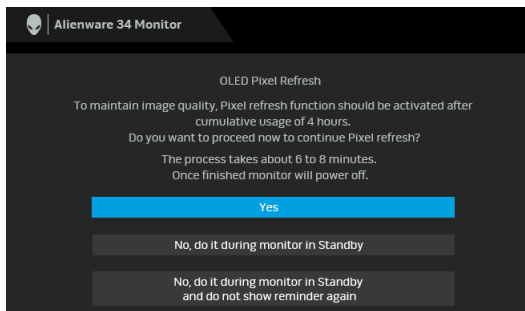 Alienware 34 Monitor
OLED Pixel Refresh
To maintain image quality, Pixel refresh function should be activated after
cumulative usage of 4 hours.
Do you want to proceed now to continue Pixel refresh?
The process takes about 6 to 8 minutes.
Once finished monitor will power off.
Yes
No, do it during monitor in Standby
No, do it during monitor in Standby
and do not show reminder again